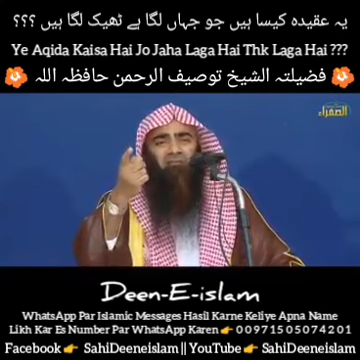 یہ عقیدہ کیسا ہیں جو جہاں لگا ہے ٹھیک لگا ہیں ؟؟؟
Ye Aqida Kaisa Hai Jo Jaha Laga Hai Thk Laga Hai ???
فضیلتہ الشیخ توصیف الرحمن حافظہ اللہ
الصفراء
Deen-E-islam
WhatsApp Par Islamic Messages Hasil Karne Keliye Apna Name
Likh Kar Es Number Par WhatsApp Karen 👉 00971505074201
Facebook 👉 SahiDeeneislam || YouTube 👉 SahiDeeneislam